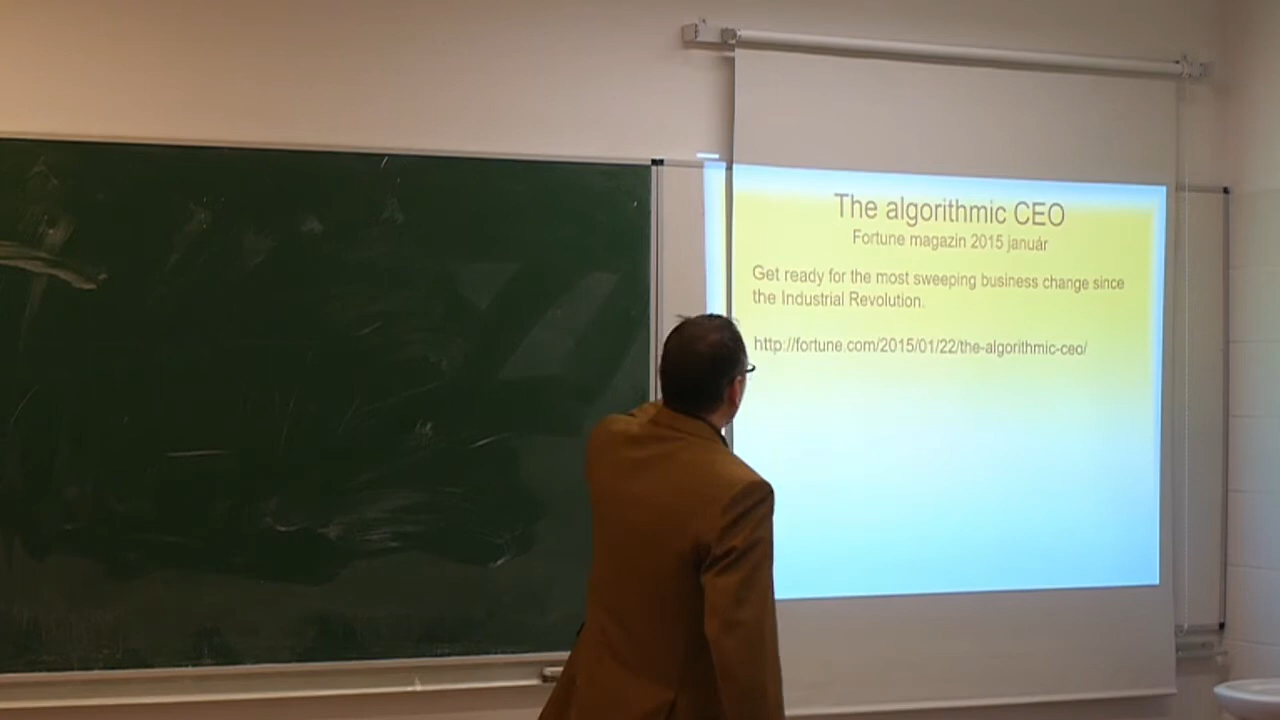 The algorithmic CEO
Fortune magazin 2015 január
Get ready for the most sweeping business change since
the Industrial Revolution.
http://fortune.com/2015/01/22/the-algorithmic-ceo/